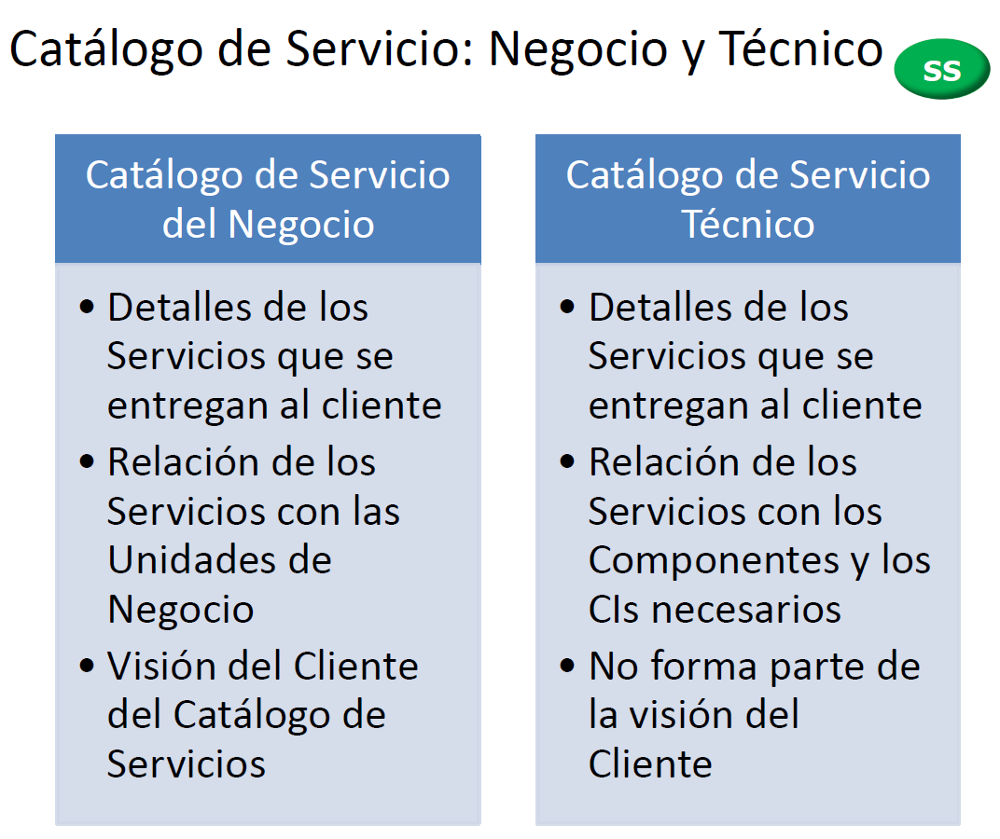 Catálogo de Servicio: Negocio y Técnico
SS
Catálogo de Servicio
del Negocio
• Detalles de los
Servicios que se
entregan al cliente
• Relación de los
Servicios con las
Unidades de
Negocio
• Visión del Cliente
del Catálogo de
Servicios
Catálogo de Servicio
Técnico
• Detalles de los
Servicios que se
entregan al cliente
• Relación de los
Servicios con los
Componentes y los
CIs necesarios
• No forma parte de
la visión del
Cliente